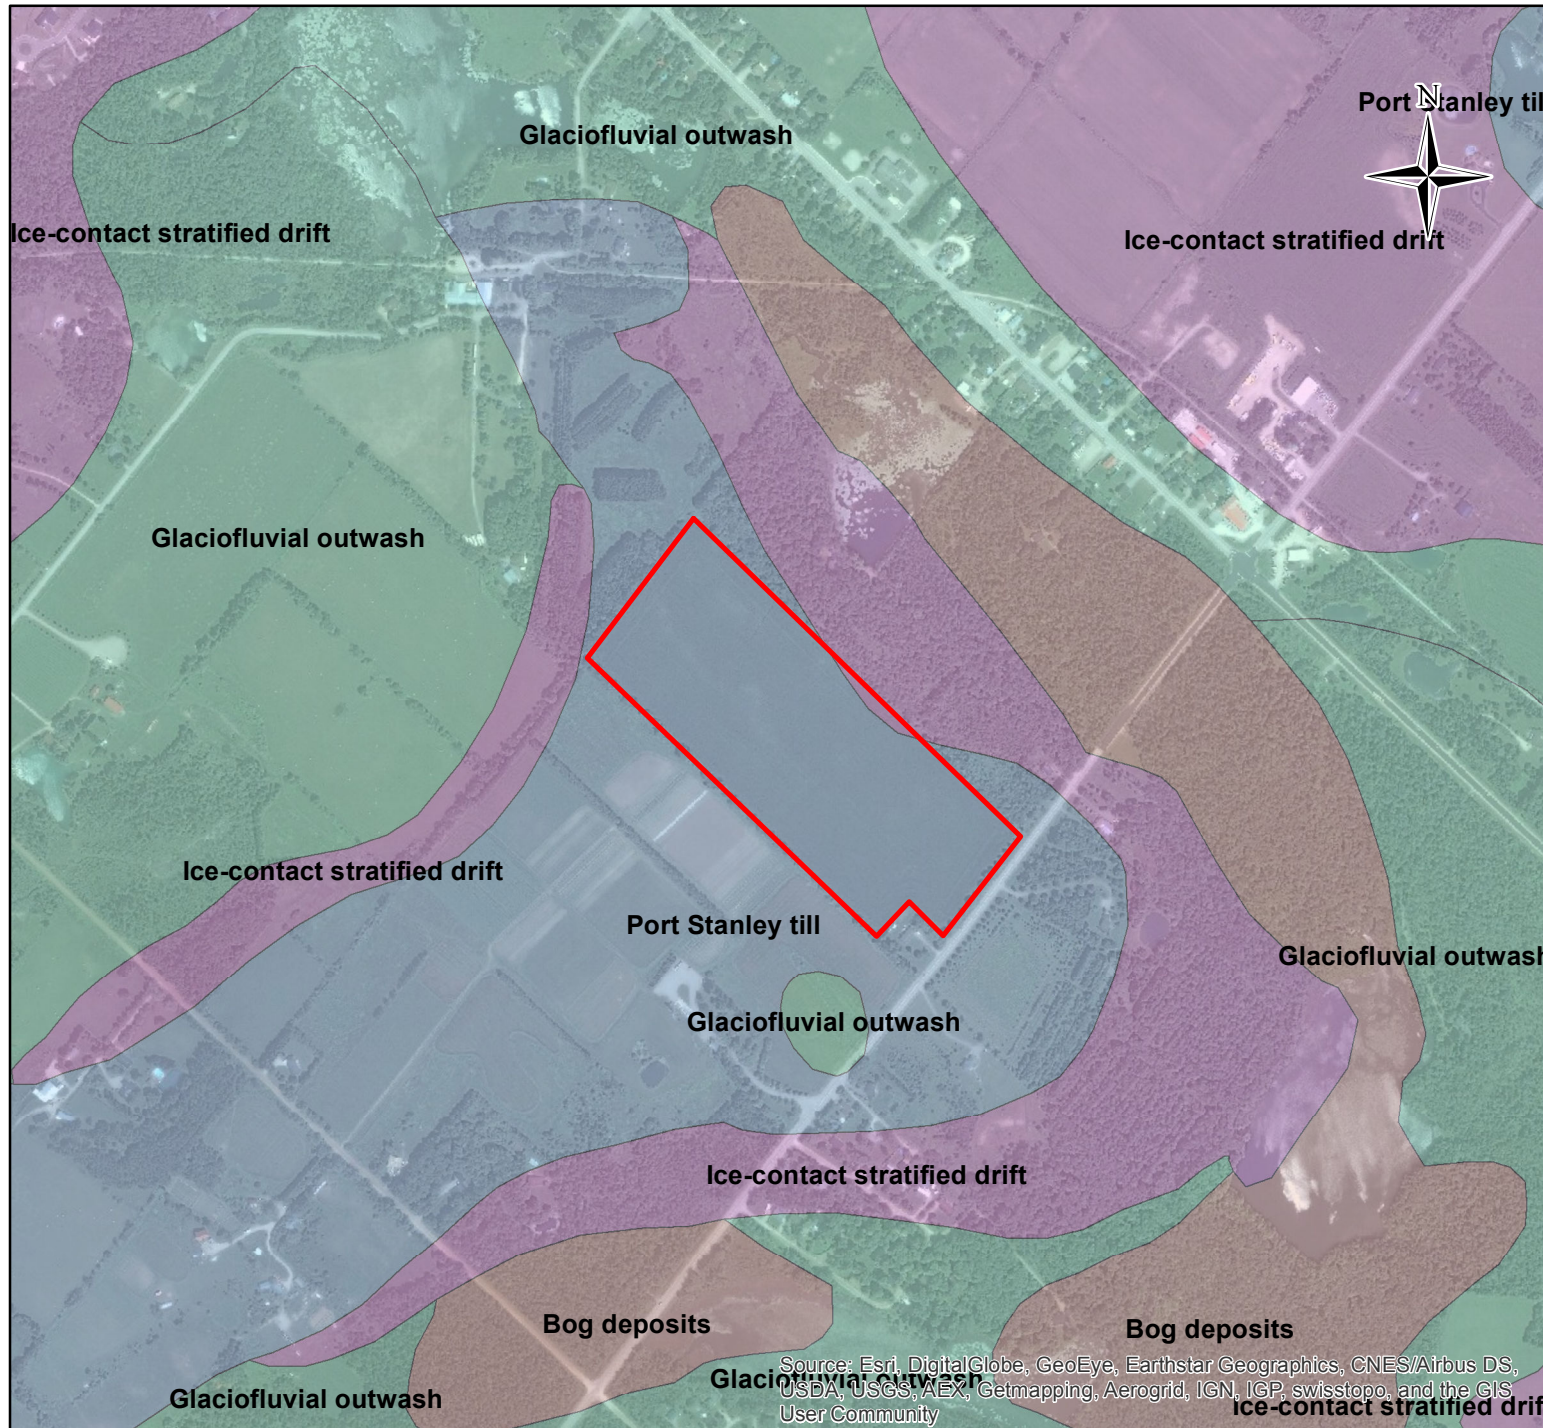 Port Stanley til
N
Glaciofluvial outwash
Ice-contact stratified drift
Ice-contact stratified drift
Glaciofluvial outwash
Ice-contact stratified drift
Port Stanley till
Glaciofluvial outwash
Glaciofluvial outwash
Ice-contact stratified drift
Bog deposits
Bog deposits
Glaciofluvial outwash
Glaciofluvial outwash
Ice-contact stratified drif
Source: Esri, DigitalGlobe, GeoEye, Earthstar Geographics, CNES/Airbus DS,
USDA, USGS, AEX, Getmapping, Aerogrid, IGN, IGP, swisstopo, and the GIS
User Community